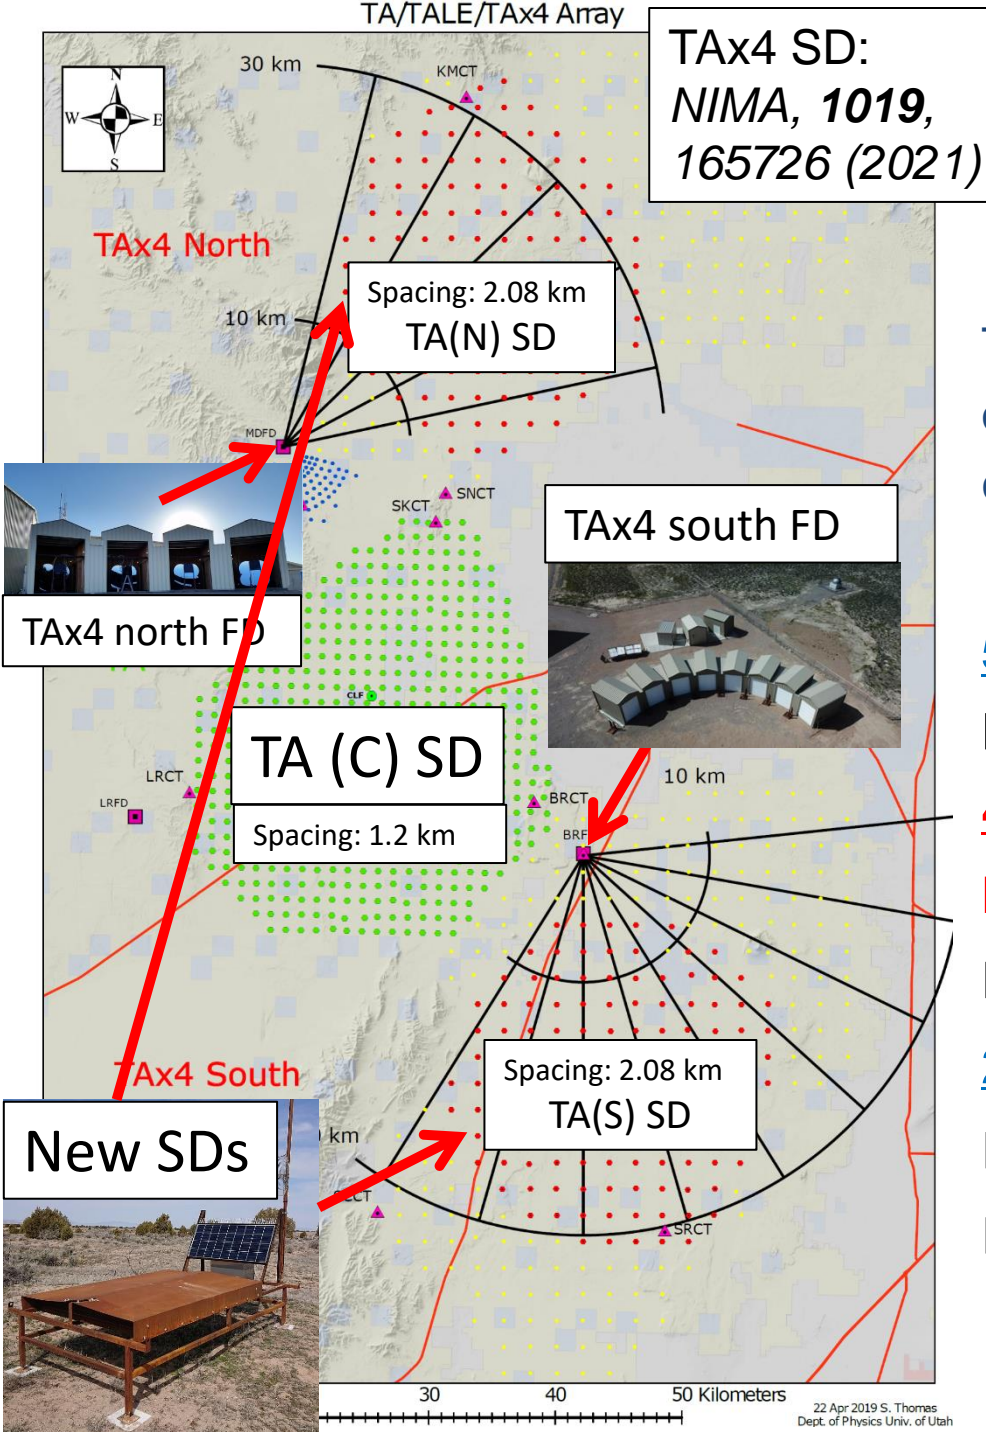 TA/TALE/TAx4 Array
TAx4 SD:
NIMA, 1019,
165726 (2021)
30 km
KMCT
N
W E
S
TAx4 North
Spacing: 2.08 km
TA(N) SD
10 km
MDFD
SKCT
SNCT
TAx4 south FD
TAx4 north FD
CLF
TA (C) SD
Spacing: 1.2 km
LRCT
LRFD
10 km
BRCT
BRF
TAx4 South
Spacing: 2.08 km
TA(S) SD
New SDs
km
SRCT
30 40 50 Kilometers
22 Apr 2019 S. Thomas
Dept. of Physics Univ. of Utah